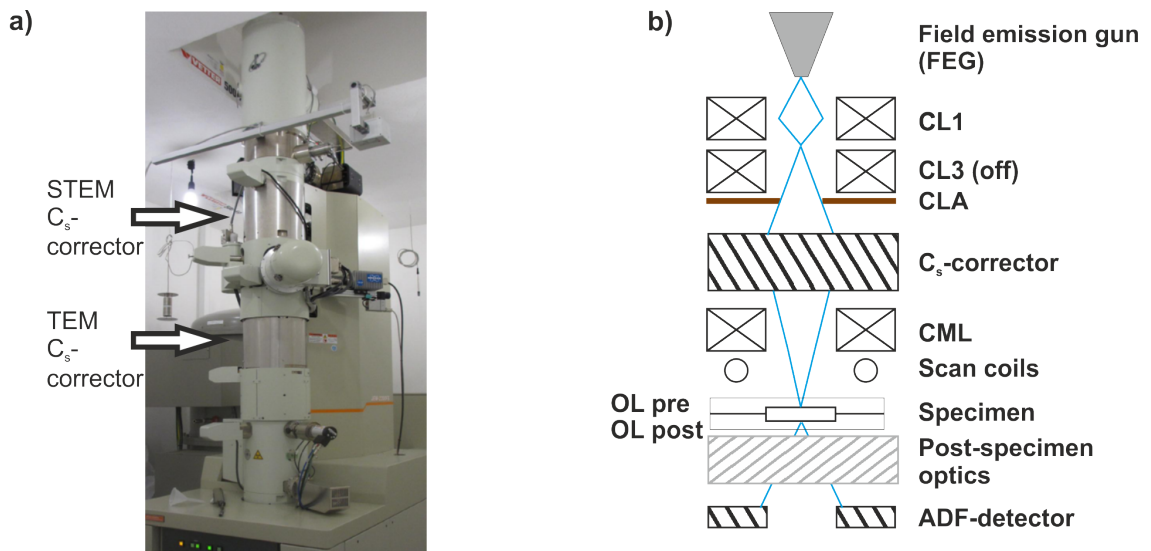 a)
VETTER
STEM
Cs-
corrector
TEM
Cs-
corrector
b)
Field emission gun
(FEG)
CL1
CL3 (off)
CLA
Cs-corrector
CML
Scan coils
OL pre
OL post
Specimen
Post-specimen
optics
ADF-detector